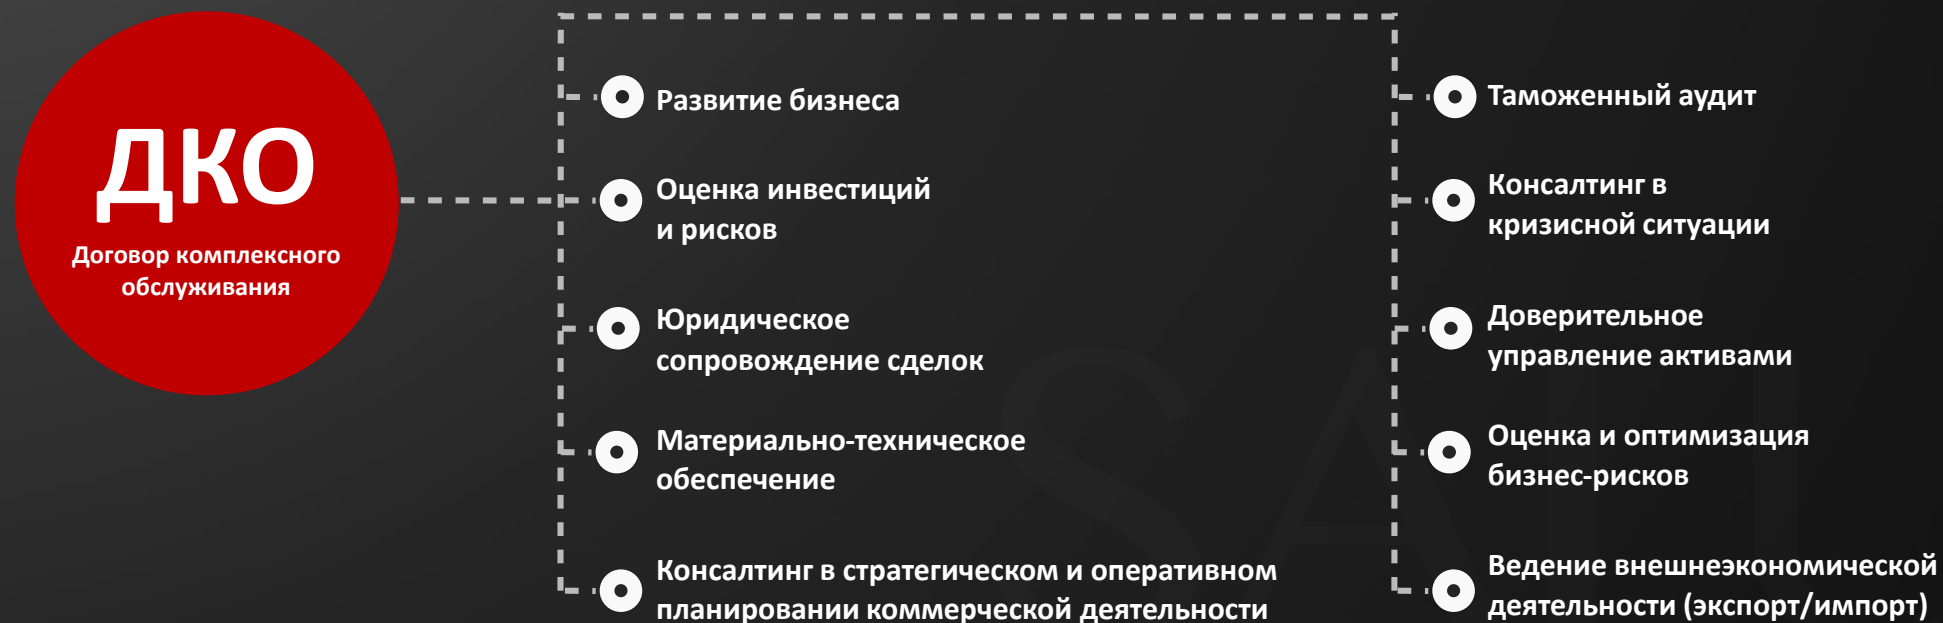 ДКО
Договор комплексного
обслуживания
Развитие бизнеса
Оценка инвестиций
и рисков
Юридическое
сопровождение сделок
Материально-техническое
обеспечение
Консалтинг в стратегическом и оперативном
планировании коммерческой деятельности
Таможенный аудит
Консалтинг в
кризисной ситуации
Доверительное
управление активами
Оценка и оптимизация
бизнес-рисков
Ведение внешнеэкономической
деятельности (экспорт/импорт)